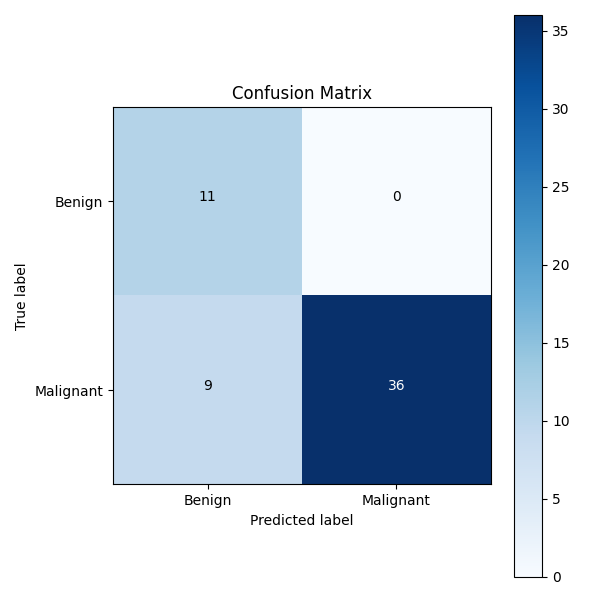 Confusion Matrix
True label
Benign
11
0
Malignant
9
36
Benign
Malignant
Predicted label
35
30
25
20
15
10
5
0